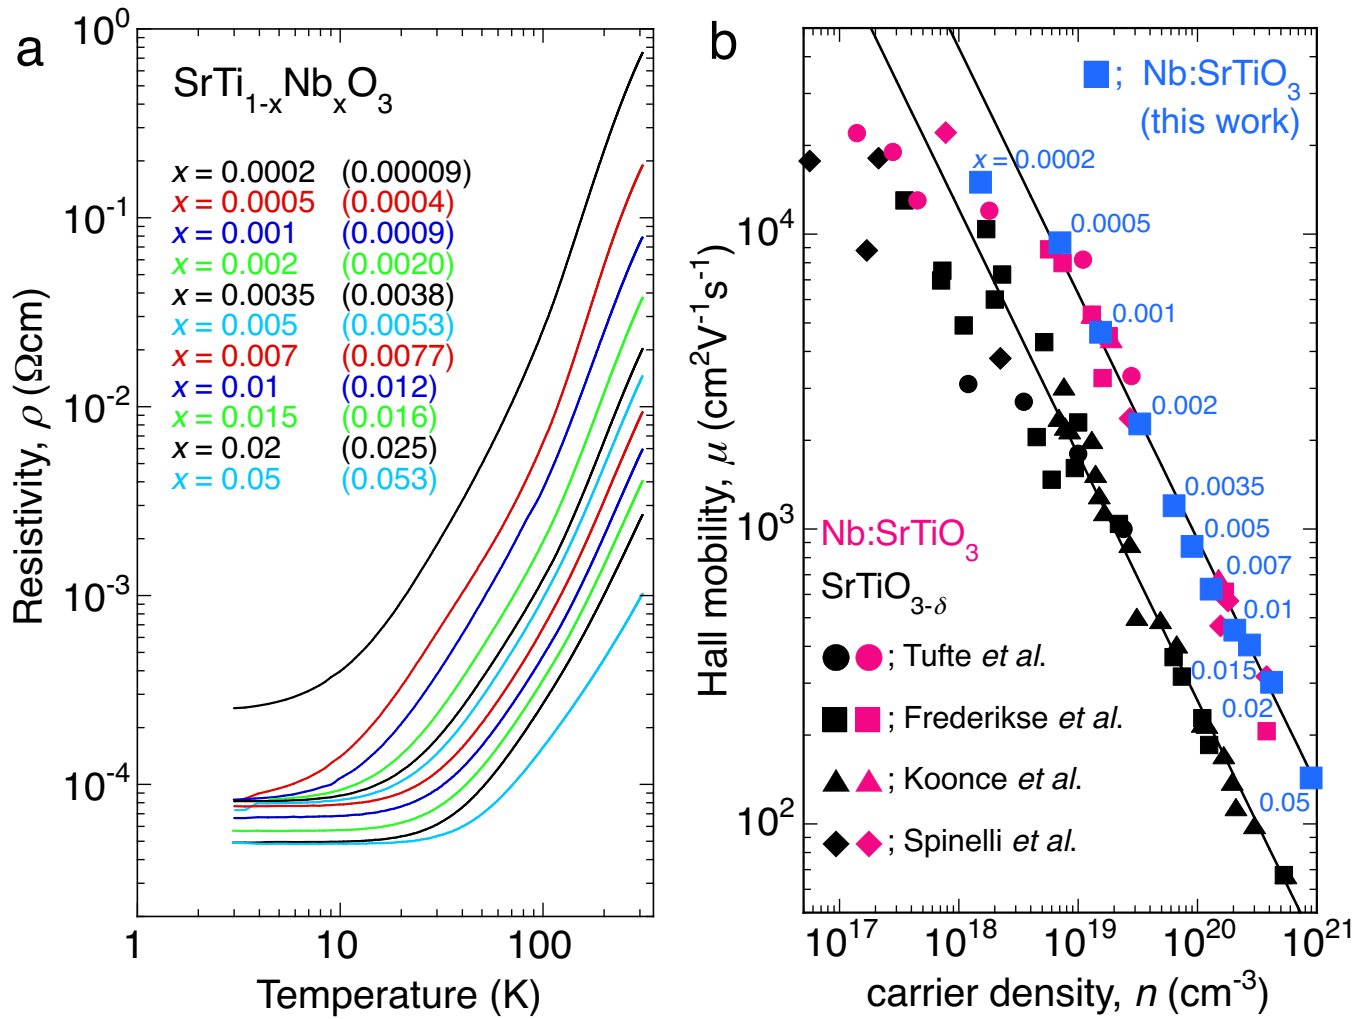 a
SrTi1-xNbxO3
x = 0.0002 (0.00009)
x = 0.0005 (0.0004)
x = 0.001 (0.0009)
x = 0.002 (0.0020)
x = 0.0035 (0.0038)
x = 0.005 (0.0053)
x = 0.007 (0.0077)
x = 0.01 (0.012)
x = 0.015 (0.016)
x = 0.02 (0.025)
x = 0.05 (0.053)
10^0
10^-1
10^-2
10^-3
10^-4
Resistivity, ρ (Ωcm)
1
10
100
Temperature (K)
b
; Nb:SrTiO3
(this work)
x = 0.0002
0.0005
0.001
0.002
0.0035
0.005
0.007
0.01
0.015
0.02
0.05
Nb:SrTiO3
SrTiO3-δ
; Tufte et al.
; Frederikse et al.
; Koonce et al.
; Spinelli et al.
10^4
10^3
10^2
Hall mobility, μ (cm^2V^-1s^-1)
10^17
10^18
10^19
10^20
10^21
carrier density, n (cm^-3)